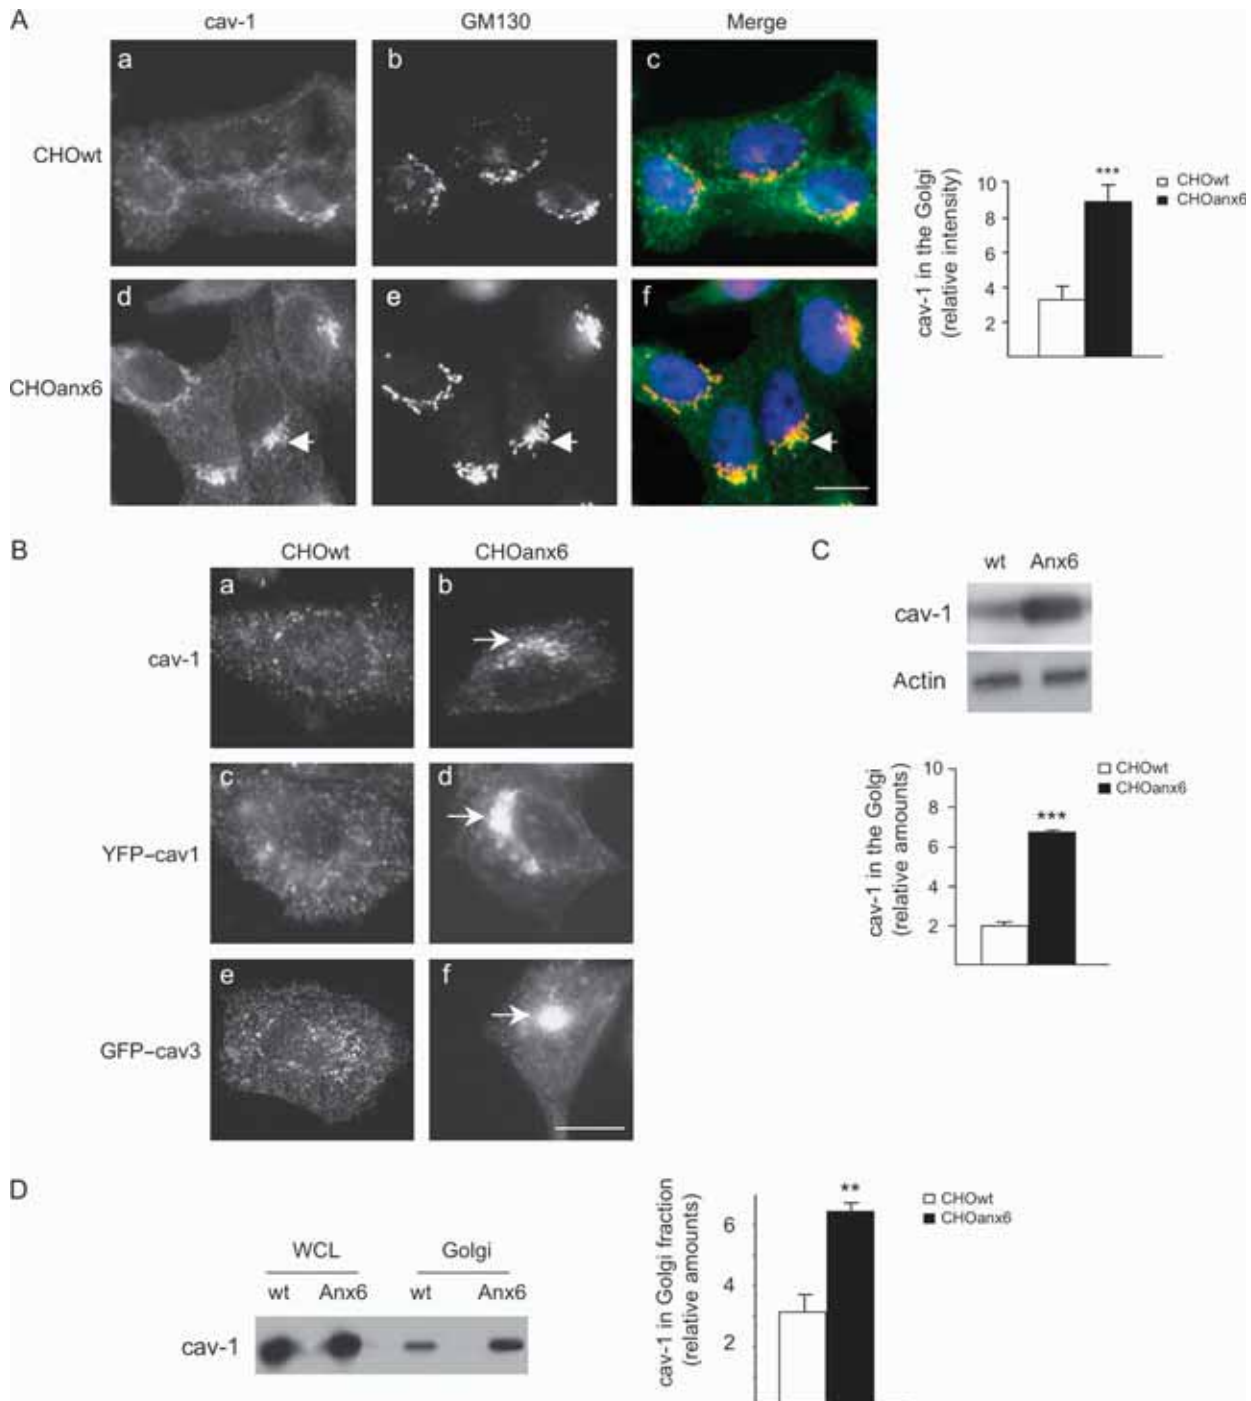 A
cav-1 GM130 Merge
a b c
CHOwt
d e f
CHOanx6
cav-1 in the Golgi
(relative intensity)
10
8
6
4
2
***
CHOwt
CHOanx6
B
CHOwt CHOanx6
a b
cav-1
c d
YFP–cav1
e f
GFP–cav3
C
wt Anx6
cav-1
Actin
cav-1 in the Golgi
(relative amounts)
10
8
6
4
2
***
CHOwt
CHOanx6
D
WCL Golgi
wt Anx6 wt Anx6
cav-1
cav-1 in Golgi fraction
(relative amounts)
6
4
2
**
CHOwt
CHOanx6